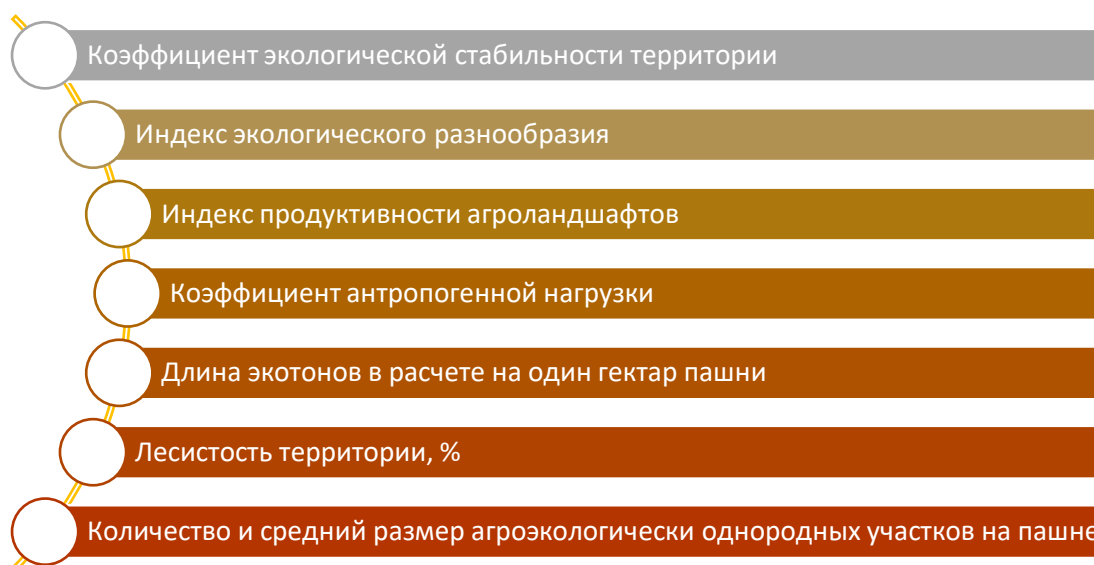 Коэффициент экологической стабильности территории
Индекс экологического разнообразия
Индекс продуктивности агроландшафтов
Коэффициент антропогенной нагрузки
Длина экотонов в расчете на один гектар пашни
Лесистость территории, %
Количество и средний размер агроэкологически однородных участков на пашне